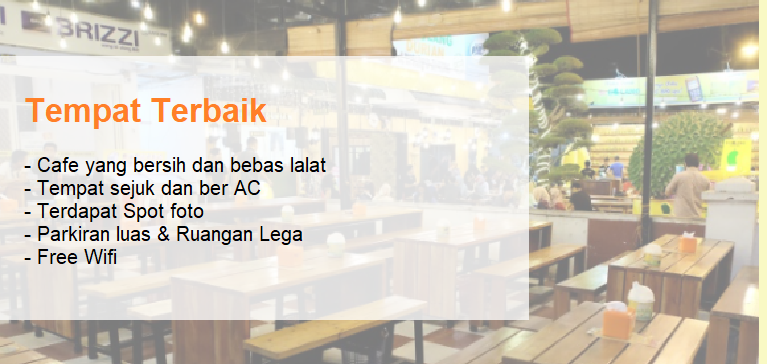 BRIZZI
Tempat Terbaik
- Cafe yang bersih dan bebas lalat
- Tempat sejuk dan ber AC
- Terdapat Spot foto
- Parkiran luas & Ruangan Lega
- Free Wifi